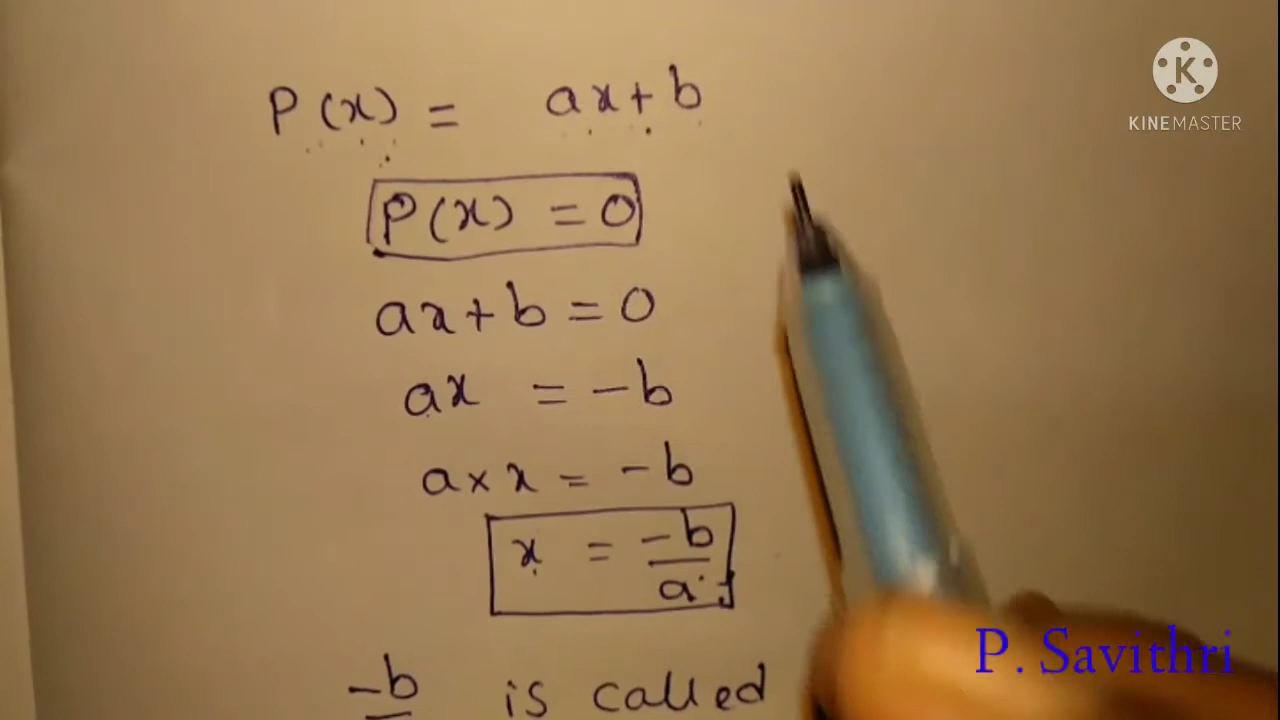 P(x) = ax+b
KINEMASTER
P(x) = 0
ax+b = 0
ax = -b
a×x = -b
x = -b/a
P. Savithri
-b is called